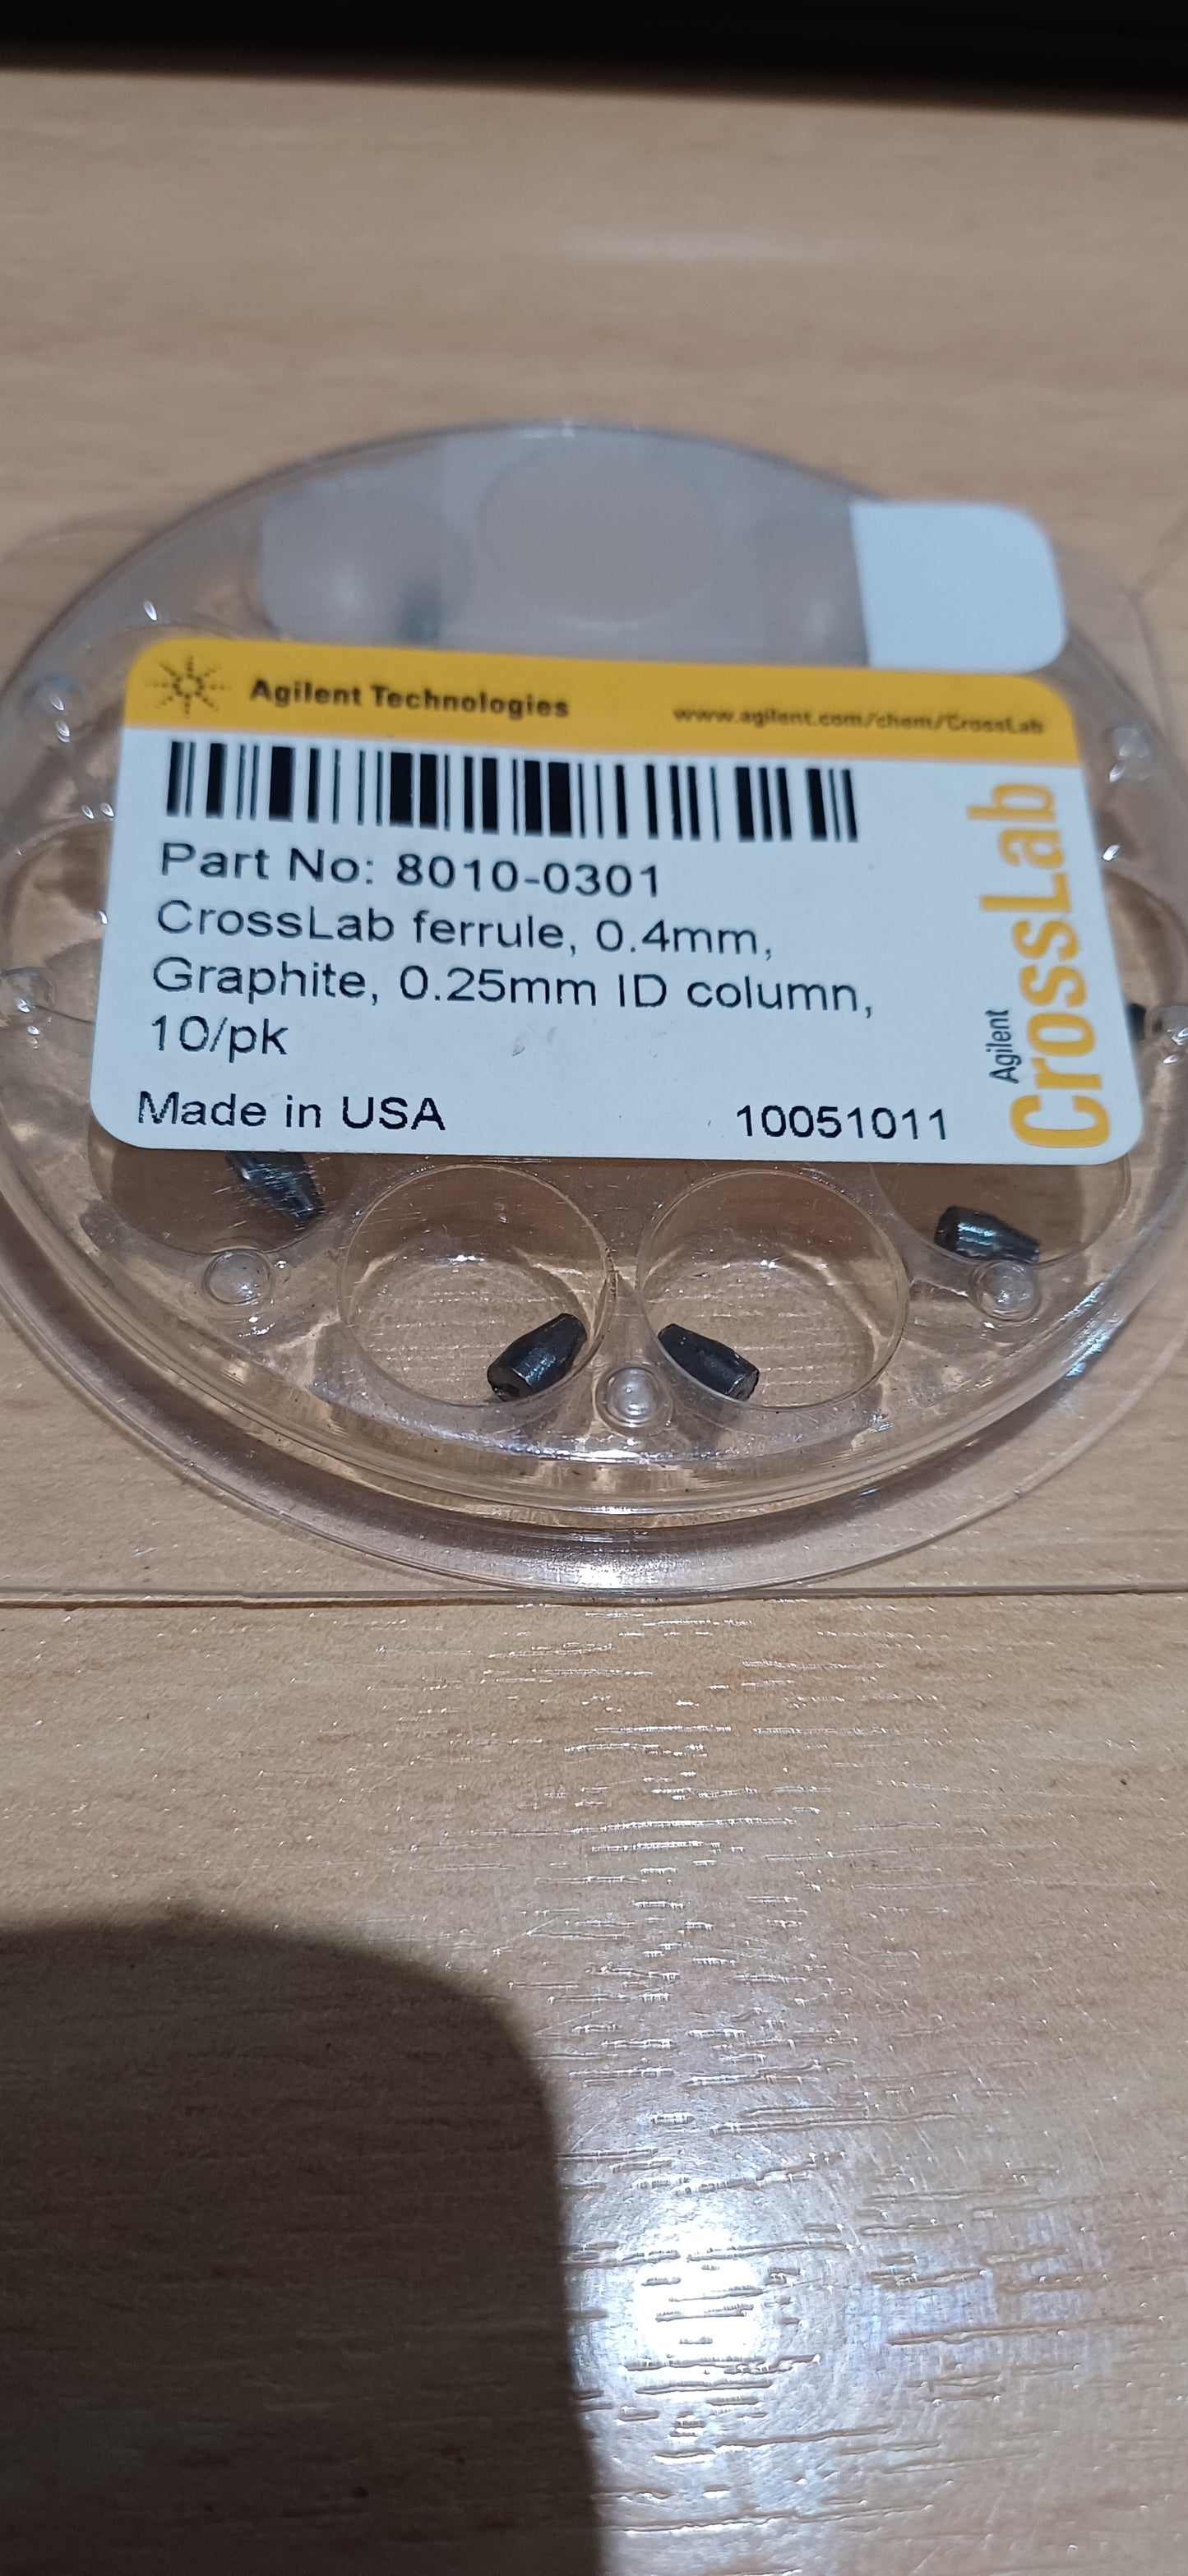 Agilent Technologies
www.agilent.com/chem/CrossLab
Part No: 8010-0301
CrossLab ferrule, 0.4mm,
Graphite, 0.25mm ID column,
10/pk
Made in USA
10051011
Agilent
CrossLab